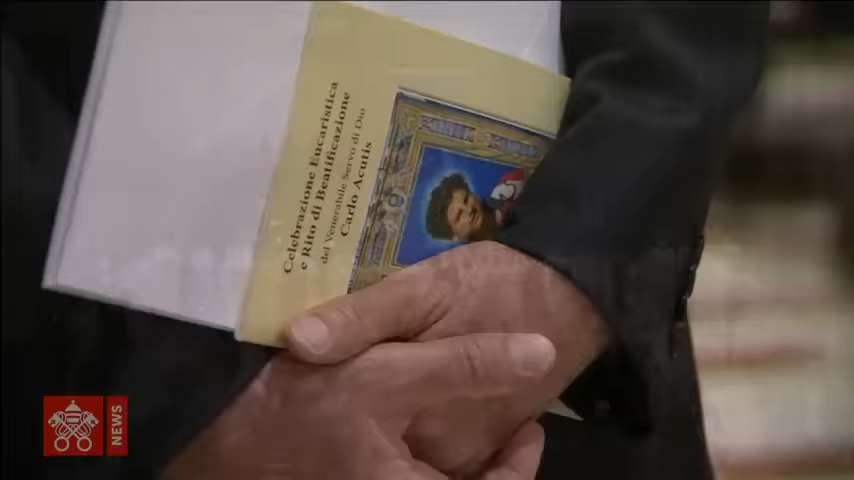 Celebrazione Eucaristica
e Rito di Beatificazione
del Venerabile Servo di Dio
Carlo Acutis
NEWS